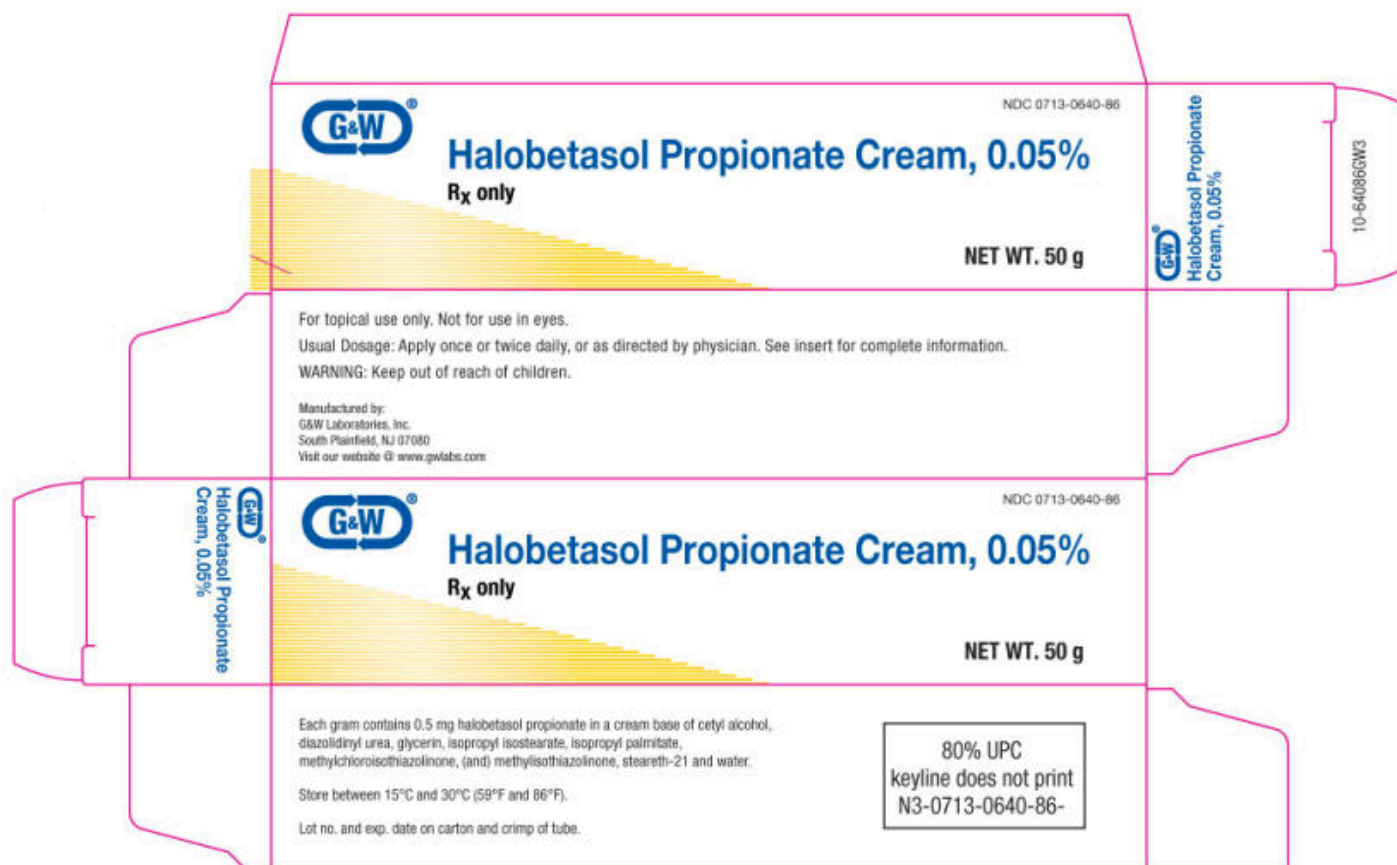 G&W®
NDC 0713-0640-86
Halobetasol Propionate Cream, 0.05%
Rx only
NET WT. 50 g
G&W®
Halobetasol Propionate
Cream, 0.05%
10-64086GW3
For topical use only. Not for use in eyes.
Usual Dosage: Apply once or twice daily, or as directed by physician. See insert for complete information.
WARNING: Keep out of reach of children.
Manufactured by:
G&W Laboratories, Inc.
South Plainfield, NJ 07080
Visit our website @ www.gwlabs.com
G&W®
Halobetasol Propionate
Cream, 0.05%
G&W®
NDC 0713-0640-86
Halobetasol Propionate Cream, 0.05%
Rx only
NET WT. 50 g
Each gram contains 0.5 mg halobetasol propionate in a cream base of cetyl alcohol,
diazolidinyl urea, glycerin, isopropyl isostearate, isopropyl palmitate,
methylchloroisothiazolinone, (and) methylisothiazolinone, steareth-21 and water.
Store between 15°C and 30°C (59°F and 86°F).
Lot no. and exp. date on carton and crimp of tube.
80% UPC
keyline does not print
N3-0713-0640-86-